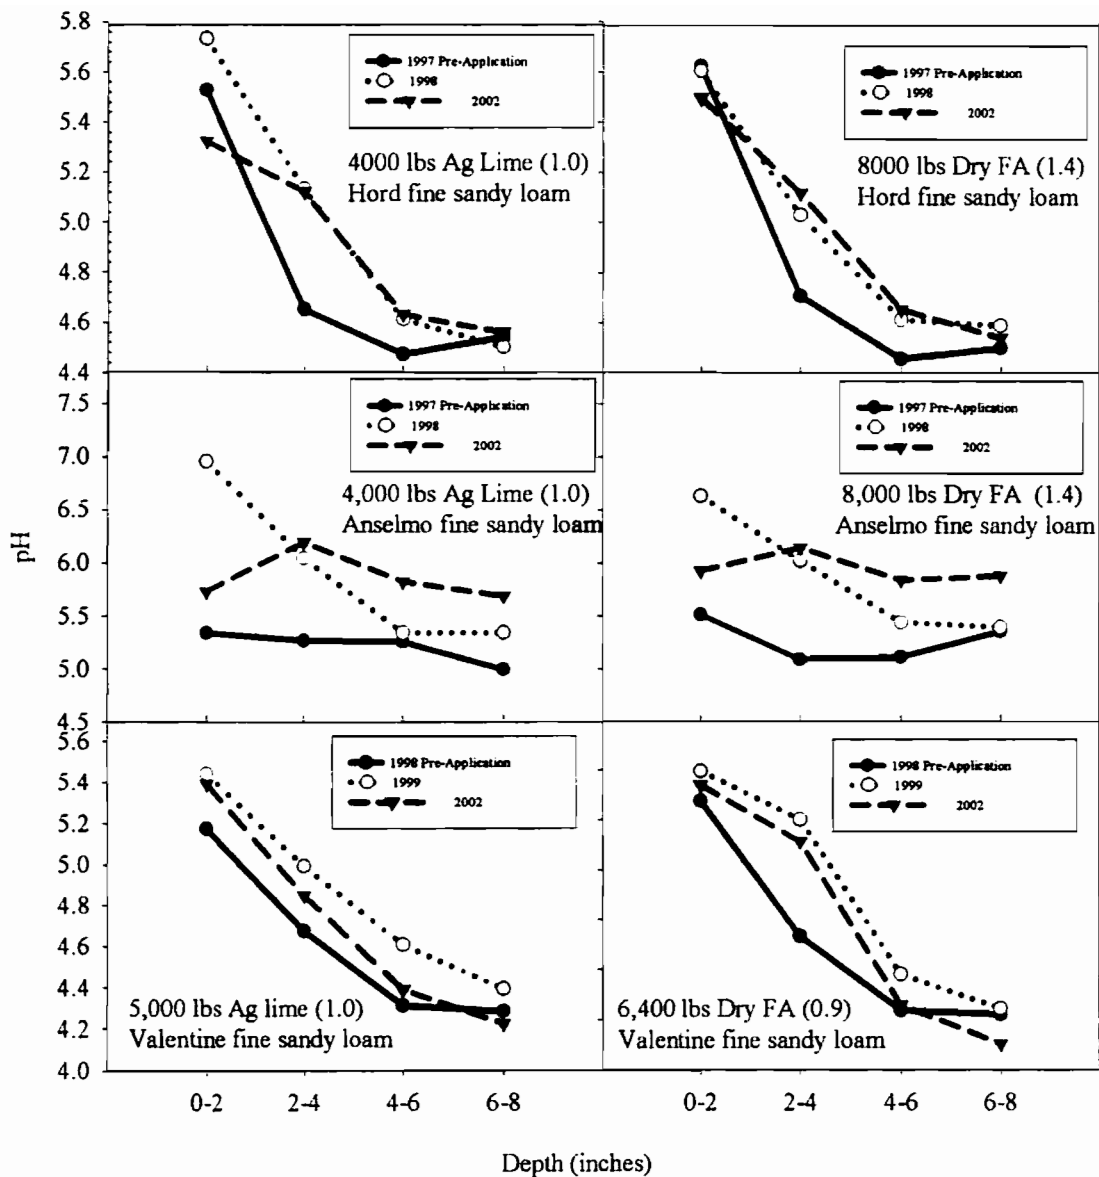 5.8
5.6
5.4
5.2
5.0
4.8
4.6
4.4
1997 Pre-Application
1998
2002
4000 lbs Ag Lime (1.0)
Hord fine sandy loam
1997 Pre-Application
1998
2002
8000 lbs Dry FA (1.4)
Hord fine sandy loam
pH
7.5
7.0
6.5
6.0
5.5
5.0
4.5
1997 Pre-Application
1998
2002
4,000 lbs Ag Lime (1.0)
Anselmo fine sandy loam
1997 Pre-Application
1998
2002
8,000 lbs Dry FA (1.4)
Anselmo fine sandy loam
5.6
5.4
5.2
5.0
4.8
4.6
4.4
4.2
4.0
1998 Pre-Application
1999
2002
5,000 lbs Ag lime (1.0)
Valentine fine sandy loam
1998 Pre-Application
1999
2002
6,400 lbs Dry FA (0.9)
Valentine fine sandy loam
0-2 2-4 4-6 6-8
0-2 2-4 4-6 6-8
Depth (inches)